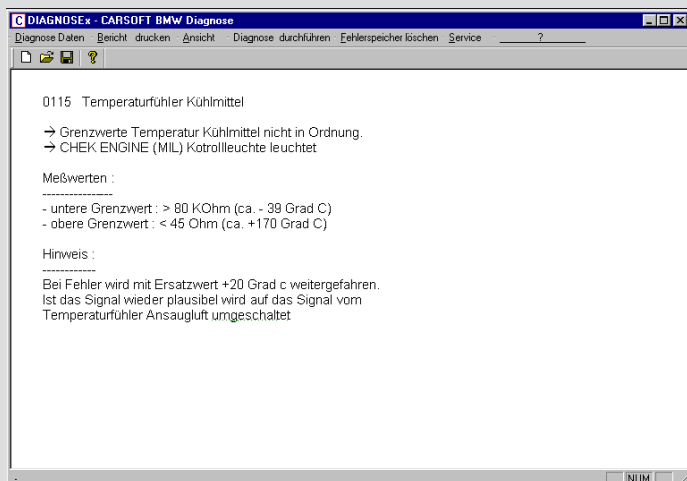 C DIAGNOSEx - CARSOFT BMW Diagnose
Diagnose Daten - Bericht drucken - Ansicht - Diagnose durchführen - Fehlerspeicher löschen Service - ______?______
0115 Temperaturfühler Kühlmittel
→ Grenzwerte Temperatur Kühlmittel nicht in Ordnung.
→ CHEK ENGINE (MIL) Kotrollleuchte leuchtet
Meßwerten :
----------------
- untere Grenzwert : > 80 KOhm (ca. - 39 Grad C)
- obere Grenzwert : < 45 Ohm (ca. +170 Grad C)
Hinweis :
------------
Bei Fehler wird mit Ersatzwert +20 Grad c weitergefahren.
Ist das Signal wieder plausibel wird auf das Signal vom
Temperaturfühler Ansaugluft umgeschaltet
NUM